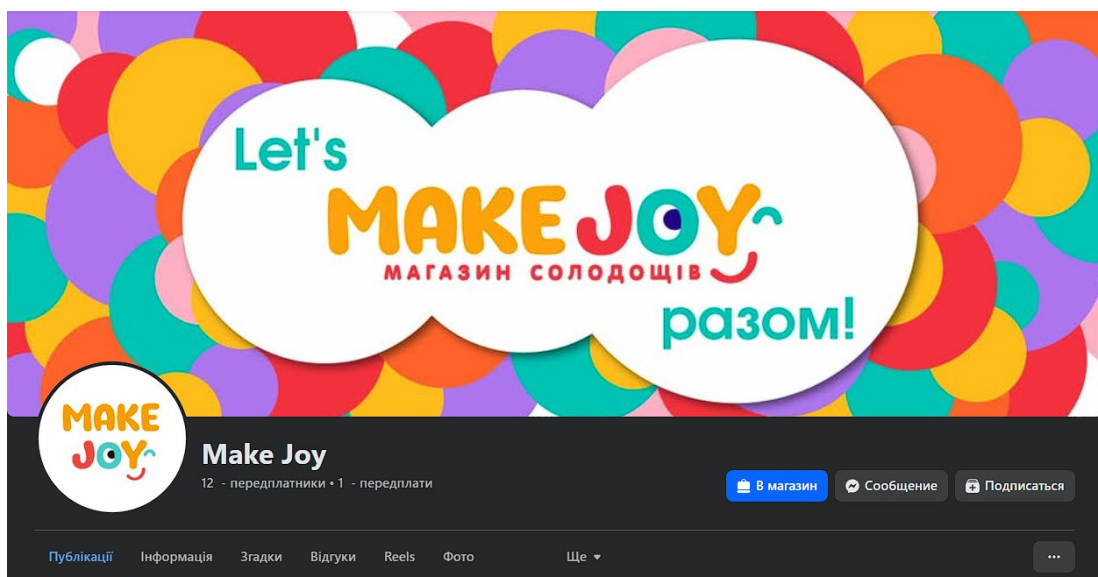 Let's
MAKE JOY
МАГАЗИН СОЛОДОЩІВ
разом!
MAKE
JOY
Make Joy
12 - передплатники • 1 - передплати
В магазин
Сообщение
Подписаться
Публікації Інформація Згадки Відгуки Reels Фото Ще